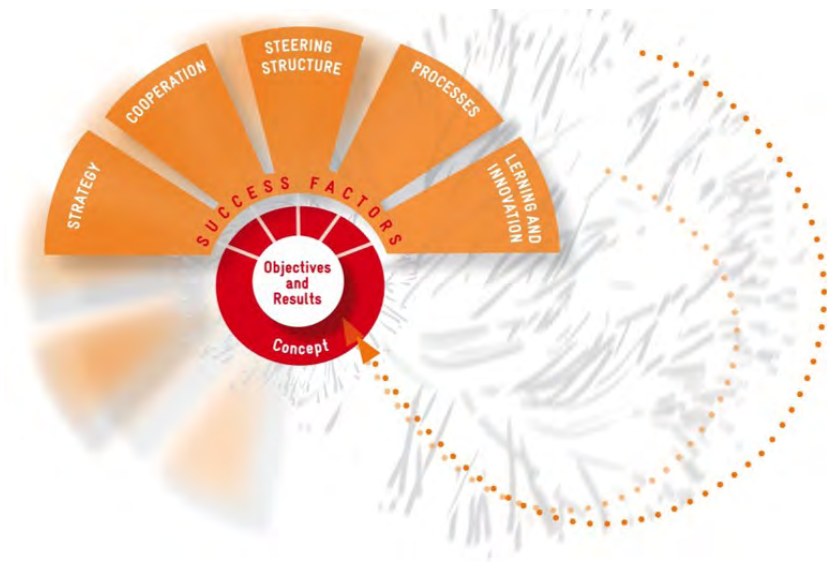 STRATEGY
COOPERATION
STEERING
STRUCTURE
PROCESSES
LERNING AND
INNOVATION
SUCCESS FACTORS
Objectives
and
Results
Concept